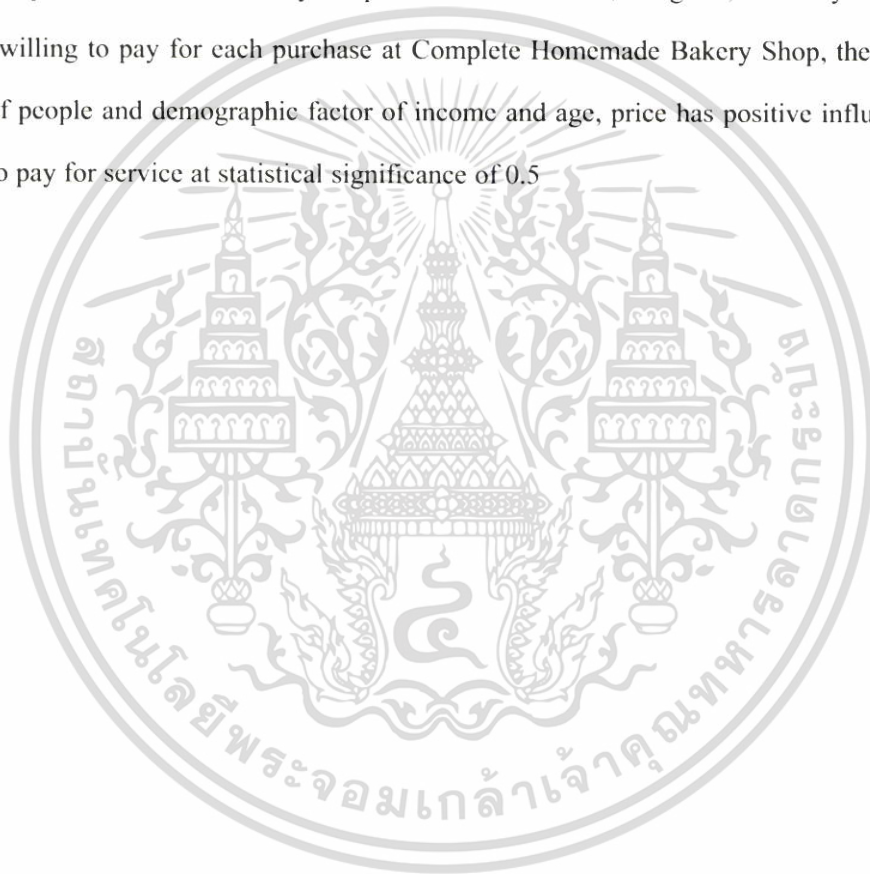 willing to pay for each purchase at Complete Homemade Bakery Shop, the
f people and demographic factor of income and age, price has positive influ
o pay for service at statistical significance of 0.5
สถาบันเทคโนโลยีพระจอมเกล้าเจ้าคุณทหารลาดกระบัง